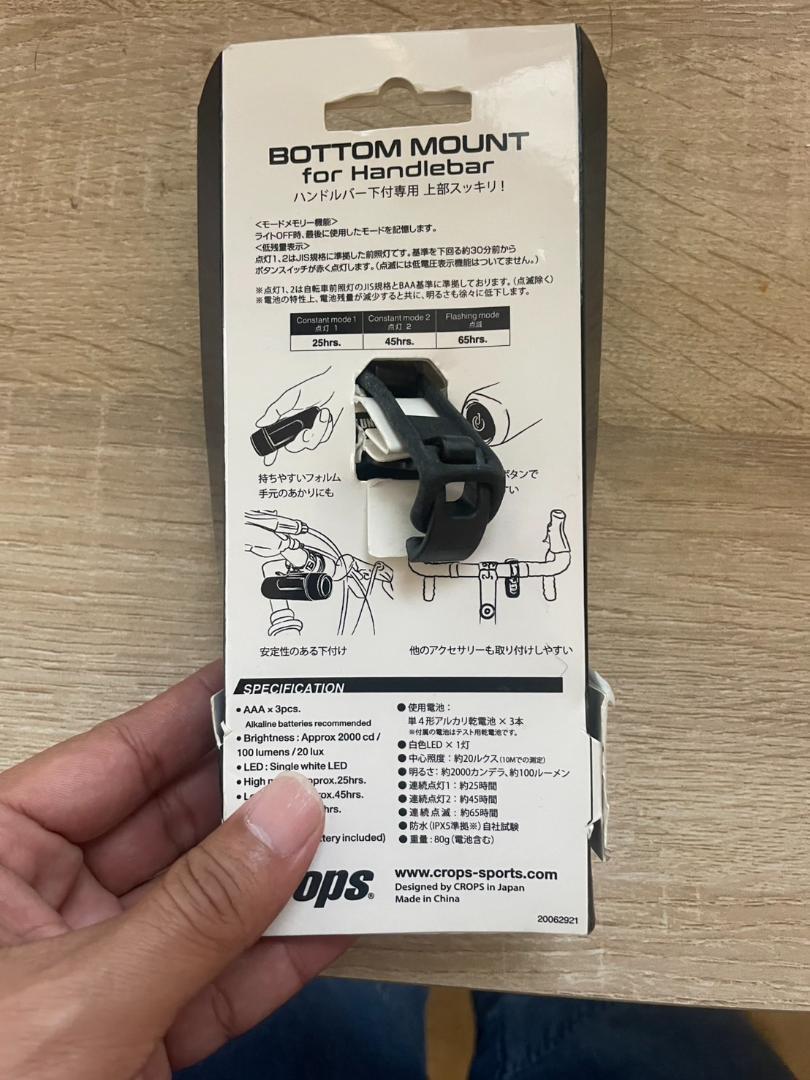 BOTTOM MOUNT
for Handlebar
ハンドルバー下付専用 上部スッキリ！
<モードメモリー機能>
ライトOFF時、最後に使用したモードを記憶します。
<低残量表示>
点灯1、2はJIS規格に準拠した前照灯です。基準を下回る約30分前から
ボタンスイッチが赤く点灯します。（点滅には低電圧表示機能はついてません。）
※点灯1、2は自転車前照灯のJIS規格とBAA基準に準拠しております。（点滅除く）
※電池の特性上、電池残量が減少すると共に、明るさも徐々に低下します。
Constant mode 1 Constant mode 2 Flashing mode
点灯 1 点灯 2 点滅
25hrs. 45hrs. 65hrs.
持ちやすいフォルム
手元のあかりにも
ボタンで
すい
安定性のある下付け
他のアクセサリーも取り付けしやすい
SPECIFICATION
● AAA × 3pcs.
Alkaline batteries recommended
● Brightness : Approx 2000 cd /
100 lumens / 20 lux
● LED : Single white LED
● High prox.25hrs.
rox.45hrs.
hrs.
ttery included)
● 使用電池：
単４形アルカリ乾電池 × 3本
※付属の電池はテスト用乾電池です。
● 白色LED × 1灯
● 中心照度：約20ルクス（10Mでの測定）
● 明るさ：約2000カンデラ、約100ルーメン
● 連続点灯1：約25時間
● 連続点灯2：約45時間
● 連続点滅：約65時間
● 防水（IPX5準拠※）自社試験
● 重量：80g（電池含む）
ops®
www.crops-sports.com
Designed by CROPS in Japan
Made in China
20062921